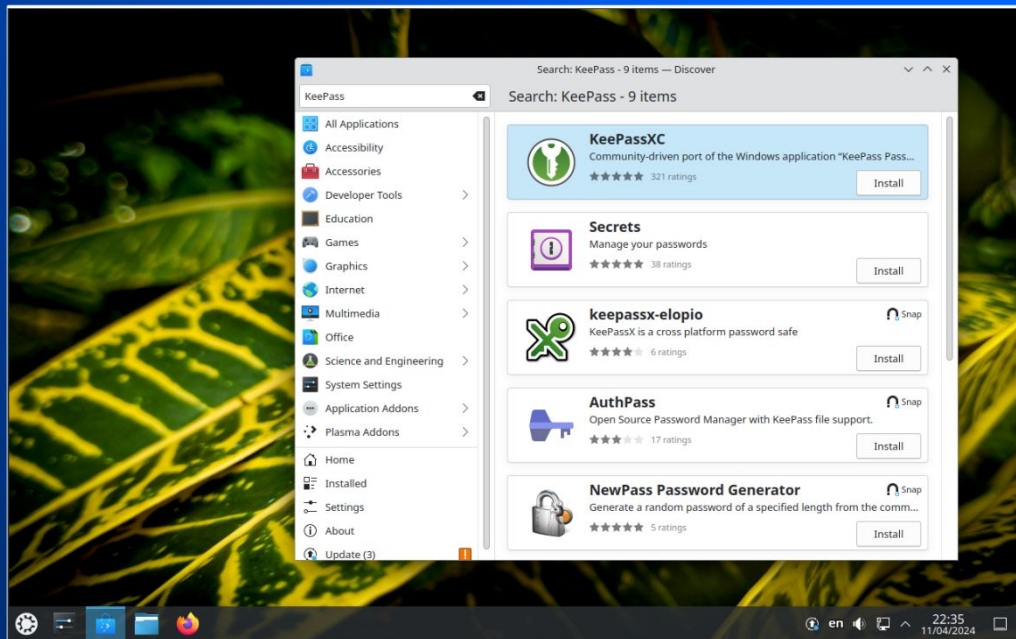 Search: KeePass - 9 items — Discover
KeePass
Search: KeePass - 9 items
All Applications
Accessibility
Accessories
Developer Tools
Education
Games
Graphics
Internet
Multimedia
Office
Science and Engineering
System Settings
Application Addons
Plasma Addons
Home
Installed
Settings
About
Update (3)
KeePassXC
Community-driven port of the Windows application “KeePass Pass...
321 ratings
Install
Secrets
Manage your passwords
38 ratings
Install
keepassx-elopio
Snap
KeePassX is a cross platform password safe
6 ratings
Install
AuthPass
Snap
Open Source Password Manager with KeePass file support.
17 ratings
Install
NewPass Password Generator
Snap
Generate a random password of a specified length from the comm...
5 ratings
Install
en
22:35
11/04/2024